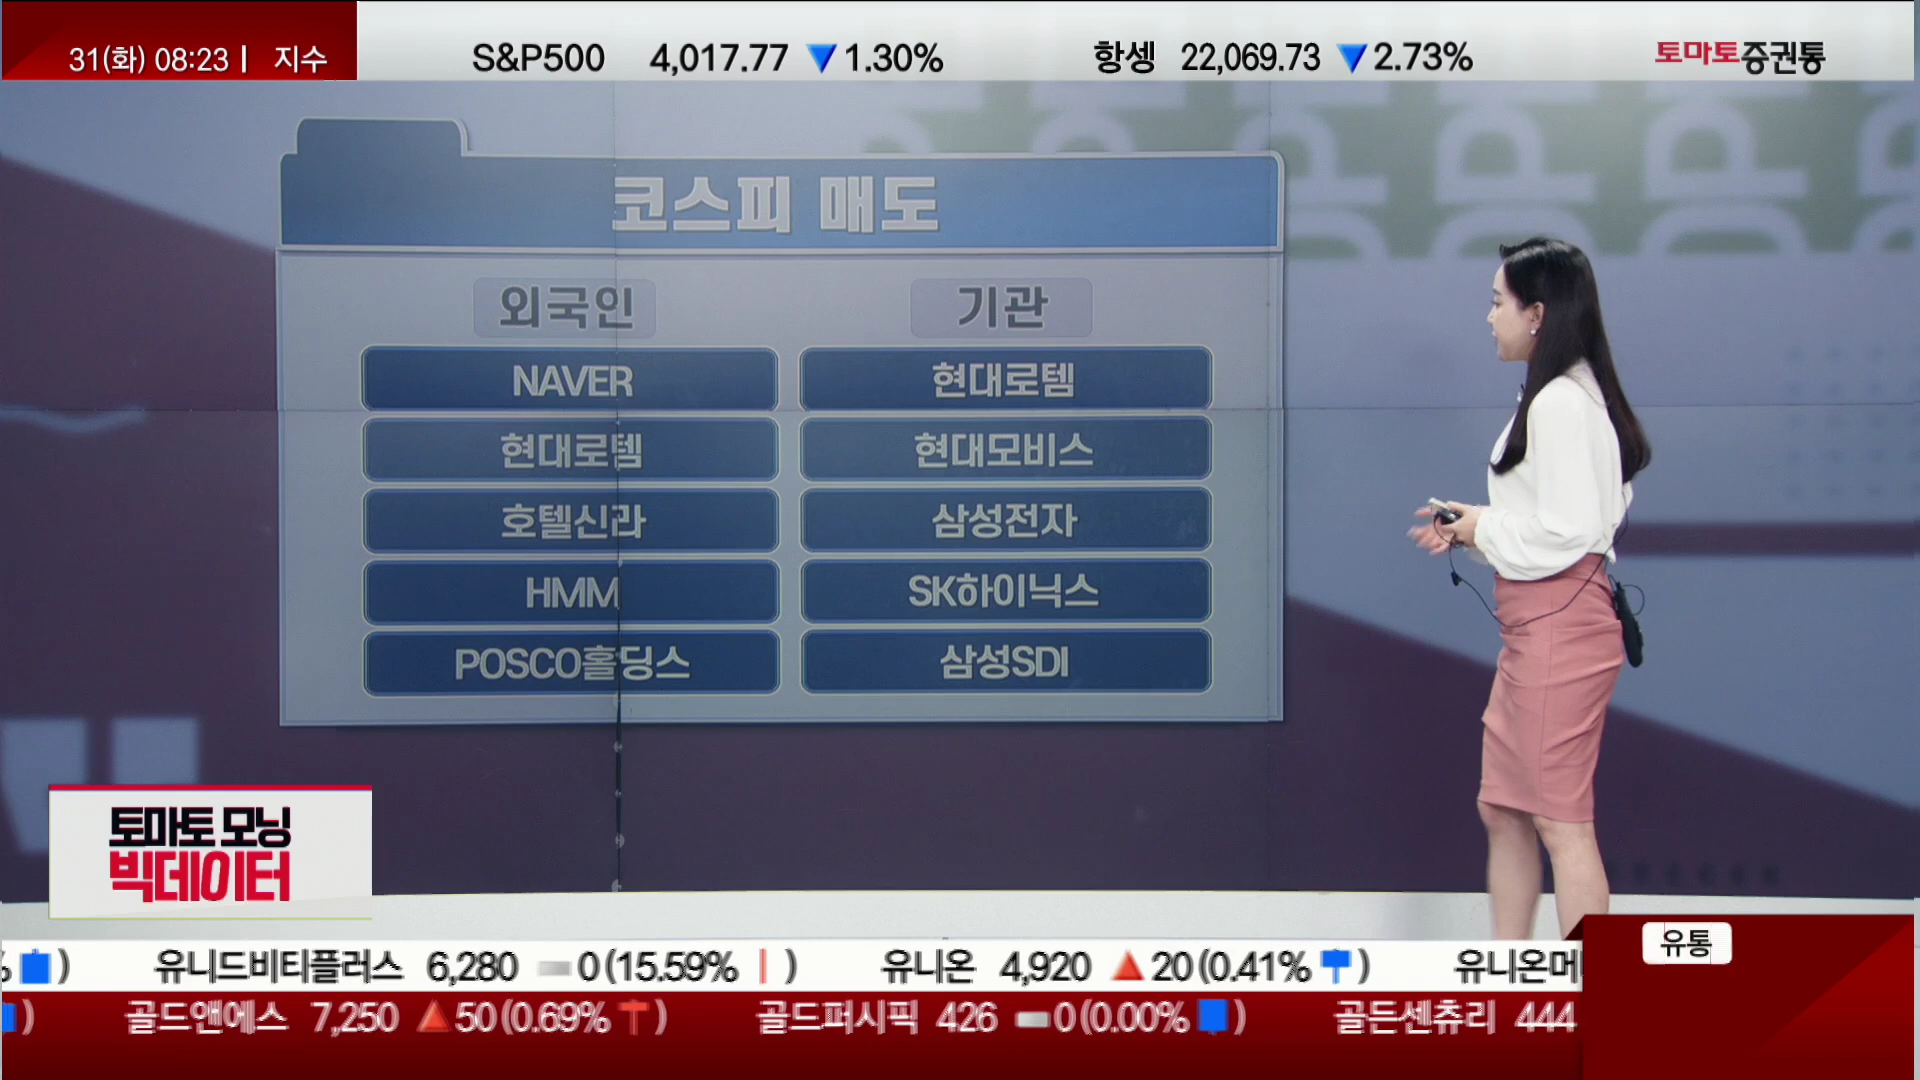 31(화) 08:23 | 지수
S&P500 4,017.77 ▼1.30% 항셍 22,069.73 ▼2.73%
토마토증권통
코스피 매도
외국인 기관
NAVER 현대로템
현대로템 현대모비스
호텔신라 삼성전자
HMM SK하이닉스
POSCO홀딩스 삼성SDI
토마토 모닝
빅데이터
유통
) 유니드비티플러스 6,280 0(15.59% ) 유니온 4,920 ▲20(0.41% ) 유니온머
) 골드앤에스 7,250 ▲50(0.69% ) 골드퍼시픽 426 0(0.00% ) 골든센츄리 444